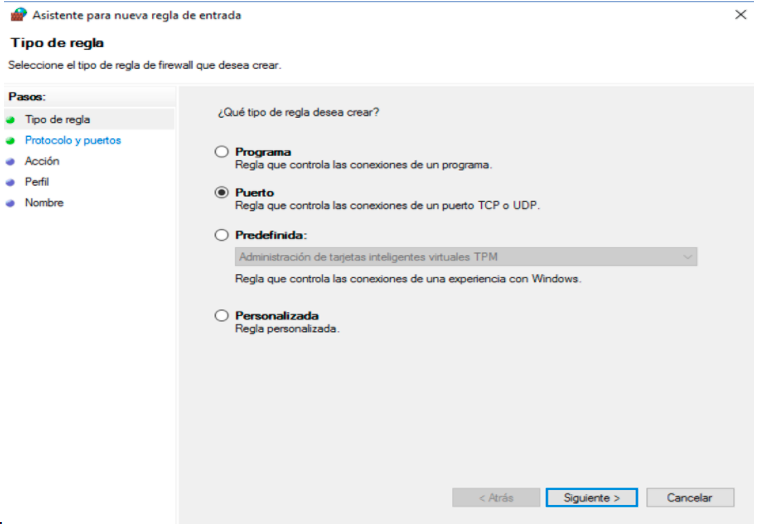 Asistente para nueva regla de entrada
Tipo de regla
Seleccione el tipo de regla de firewall que desea crear.
Pasos:
Tipo de regla
Protocolo y puertos
Acción
Perfil
Nombre
¿Qué tipo de regla desea crear?
Programa
Regla que controla las conexiones de un programa.
Puerto
Regla que controla las conexiones de un puerto TCP o UDP.
Predefinida:
Administración de tarjetas inteligentes virtuales TPM
Regla que controla las conexiones de una experiencia con Windows.
Personalizada
Regla personalizada.
< Atrás
Siguiente >
Cancelar